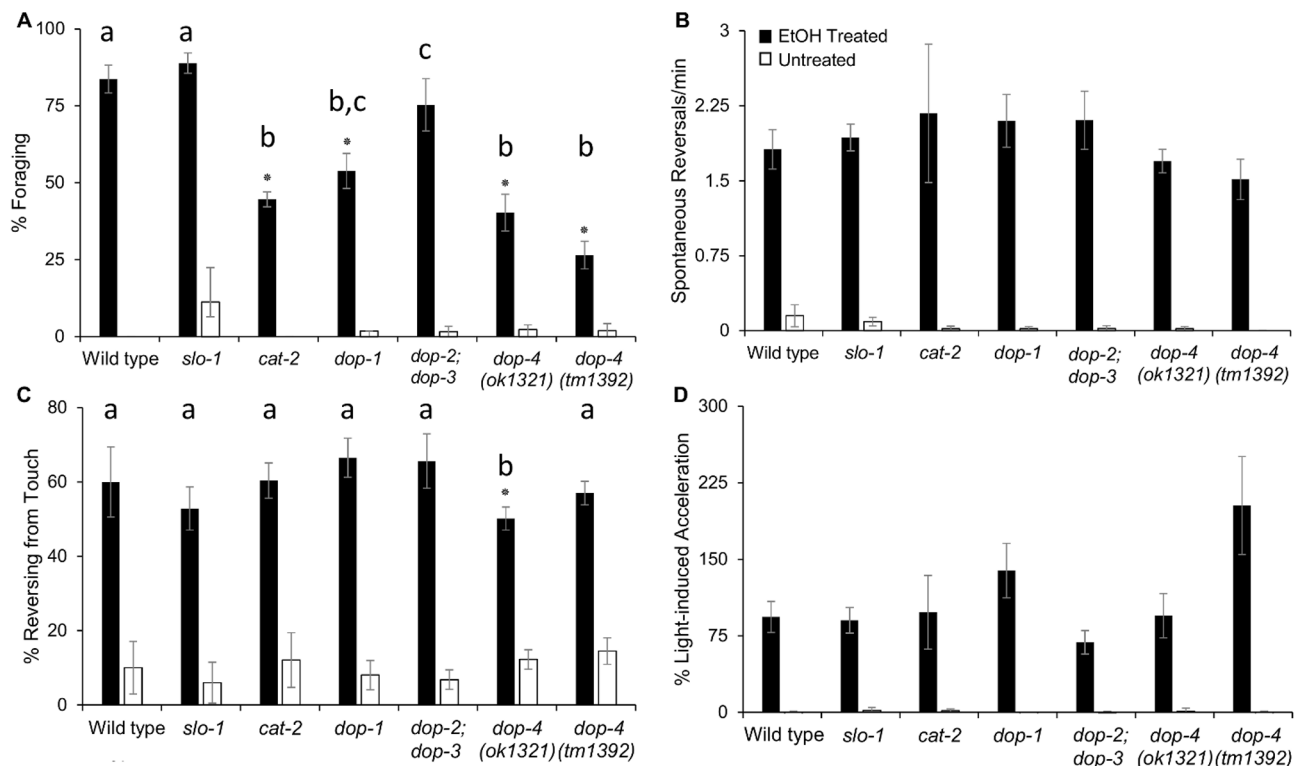 A
100
75
50
25
0
% Foraging
a
a
b
b,c
c
b
b
*
*
*
*
Wild type
slo-1
cat-2
dop-1
dop-2;
dop-3
dop-4
(ok1321)
dop-4
(tm1392)
B
3
2.25
1.5
0.75
0
Spontaneous Reversals/min
EtOH Treated
Untreated
Wild type
slo-1
cat-2
dop-1
dop-2;
dop-3
dop-4
(ok1321)
dop-4
(tm1392)
C
80
60
40
20
0
% Reversing from Touch
a
a
a
a
a
b
a
*
Wild type
slo-1
cat-2
dop-1
dop-2;
dop-3
dop-4
(ok1321)
dop-4
(tm1392)
D
300
225
150
75
0
% Light-induced Acceleration
Wild type
slo-1
cat-2
dop-1
dop-2;
dop-3
dop-4
(ok1321)
dop-4
(tm1392)